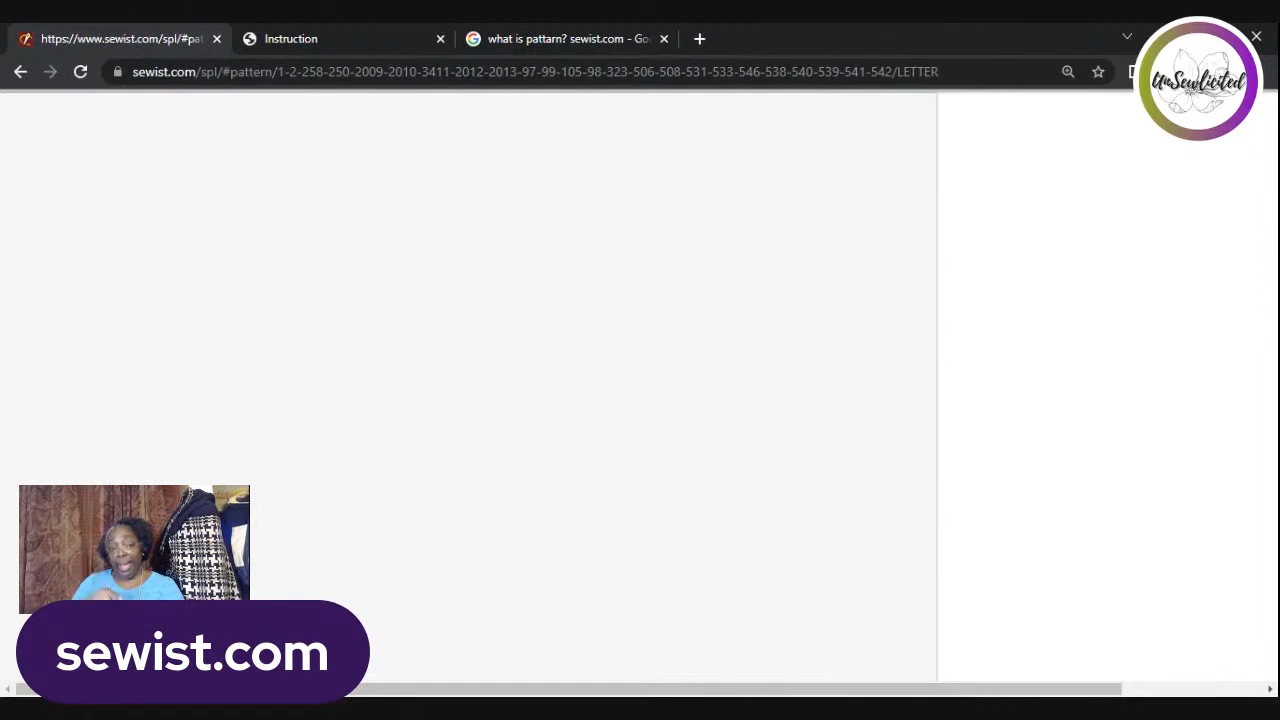 https://www.sewist.com/spl/#pat
Instruction
what is pattarn? sewist.com - Go
sewist.com/spl/#pattern/1-2-258-250-2009-2010-3411-2012-2013-97-99-105-98-323-506-508-531-533-546-538-540-539-541-542/LETTER
UnSewlicited
sewist.com